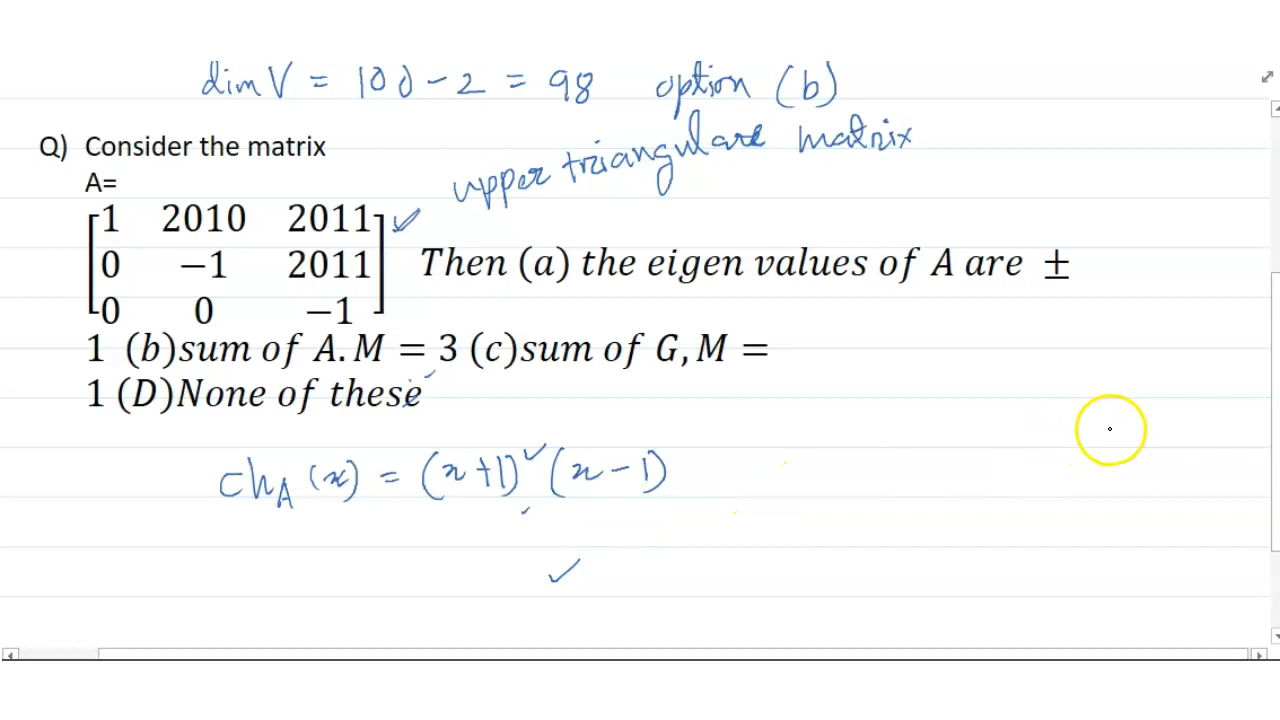 dim V = 100 - 2 = 98 option (b)
upper triangulare matrix
Q) Consider the matrix
A=
[1 2010 2011
0 −1 2011
0 0 −1] Then (a) the eigen values of A are ±
1 (b)sum of A.M = 3 (c)sum of G,M =
1 (D)None of these
ch_A (x) = (x+1)² (x-1)